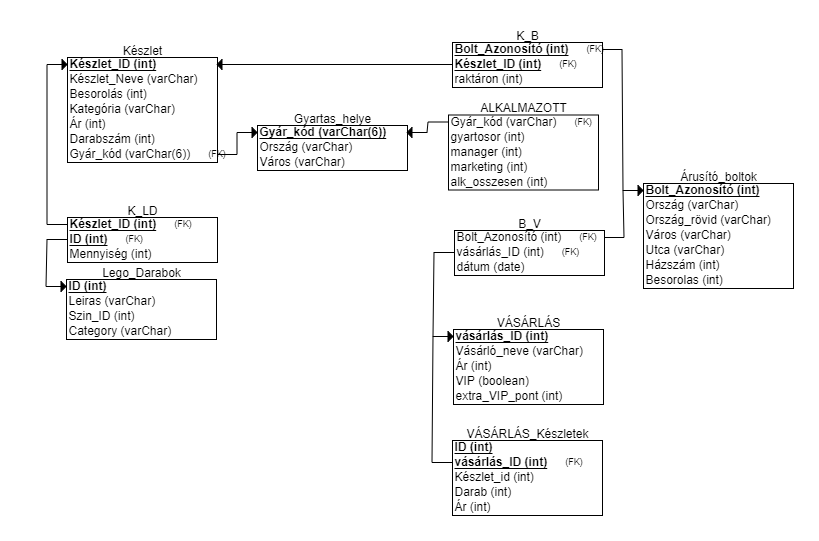 Készlet
Készlet_ID (int)
Készlet_Neve (varChar)
Besorolás (int)
Kategória (varChar)
Ár (int)
Darabszám (int)
Gyár_kód (varChar(6)) (FK)
K_LD
Készlet_ID (int) (FK)
ID (int) (FK)
Mennyiség (int)
Lego_Darabok
ID (int)
Leiras (varChar)
Szin_ID (int)
Category (varChar)
Gyartas_helye
Gyár_kód (varChar(6))
Ország (varChar)
Város (varChar)
K_B
Bolt_Azonosító (int) (FK)
Készlet_ID (int) (FK)
raktáron (int)
ALKALMAZOTT
Gyár_kód (varChar) (FK)
gyartosor (int)
manager (int)
marketing (int)
alk_osszesen (int)
B_V
Bolt_Azonosító (int) (FK)
vásárlás_ID (int) (FK)
dátum (date)
VÁSÁRLÁS
vásárlás_ID (int)
Vásárló_neve (varChar)
Ár (int)
VIP (boolean)
extra_VIP_pont (int)
VÁSÁRLÁS_Készletek
ID (int)
vásárlás_ID (int) (FK)
Készlet_id (int)
Darab (int)
Ár (int)
Árusító_boltok
Bolt_Azonosító (int)
Ország (varChar)
Ország_rövid (varChar)
Város (varChar)
Utca (varChar)
Házszám (int)
Besorolas (int)